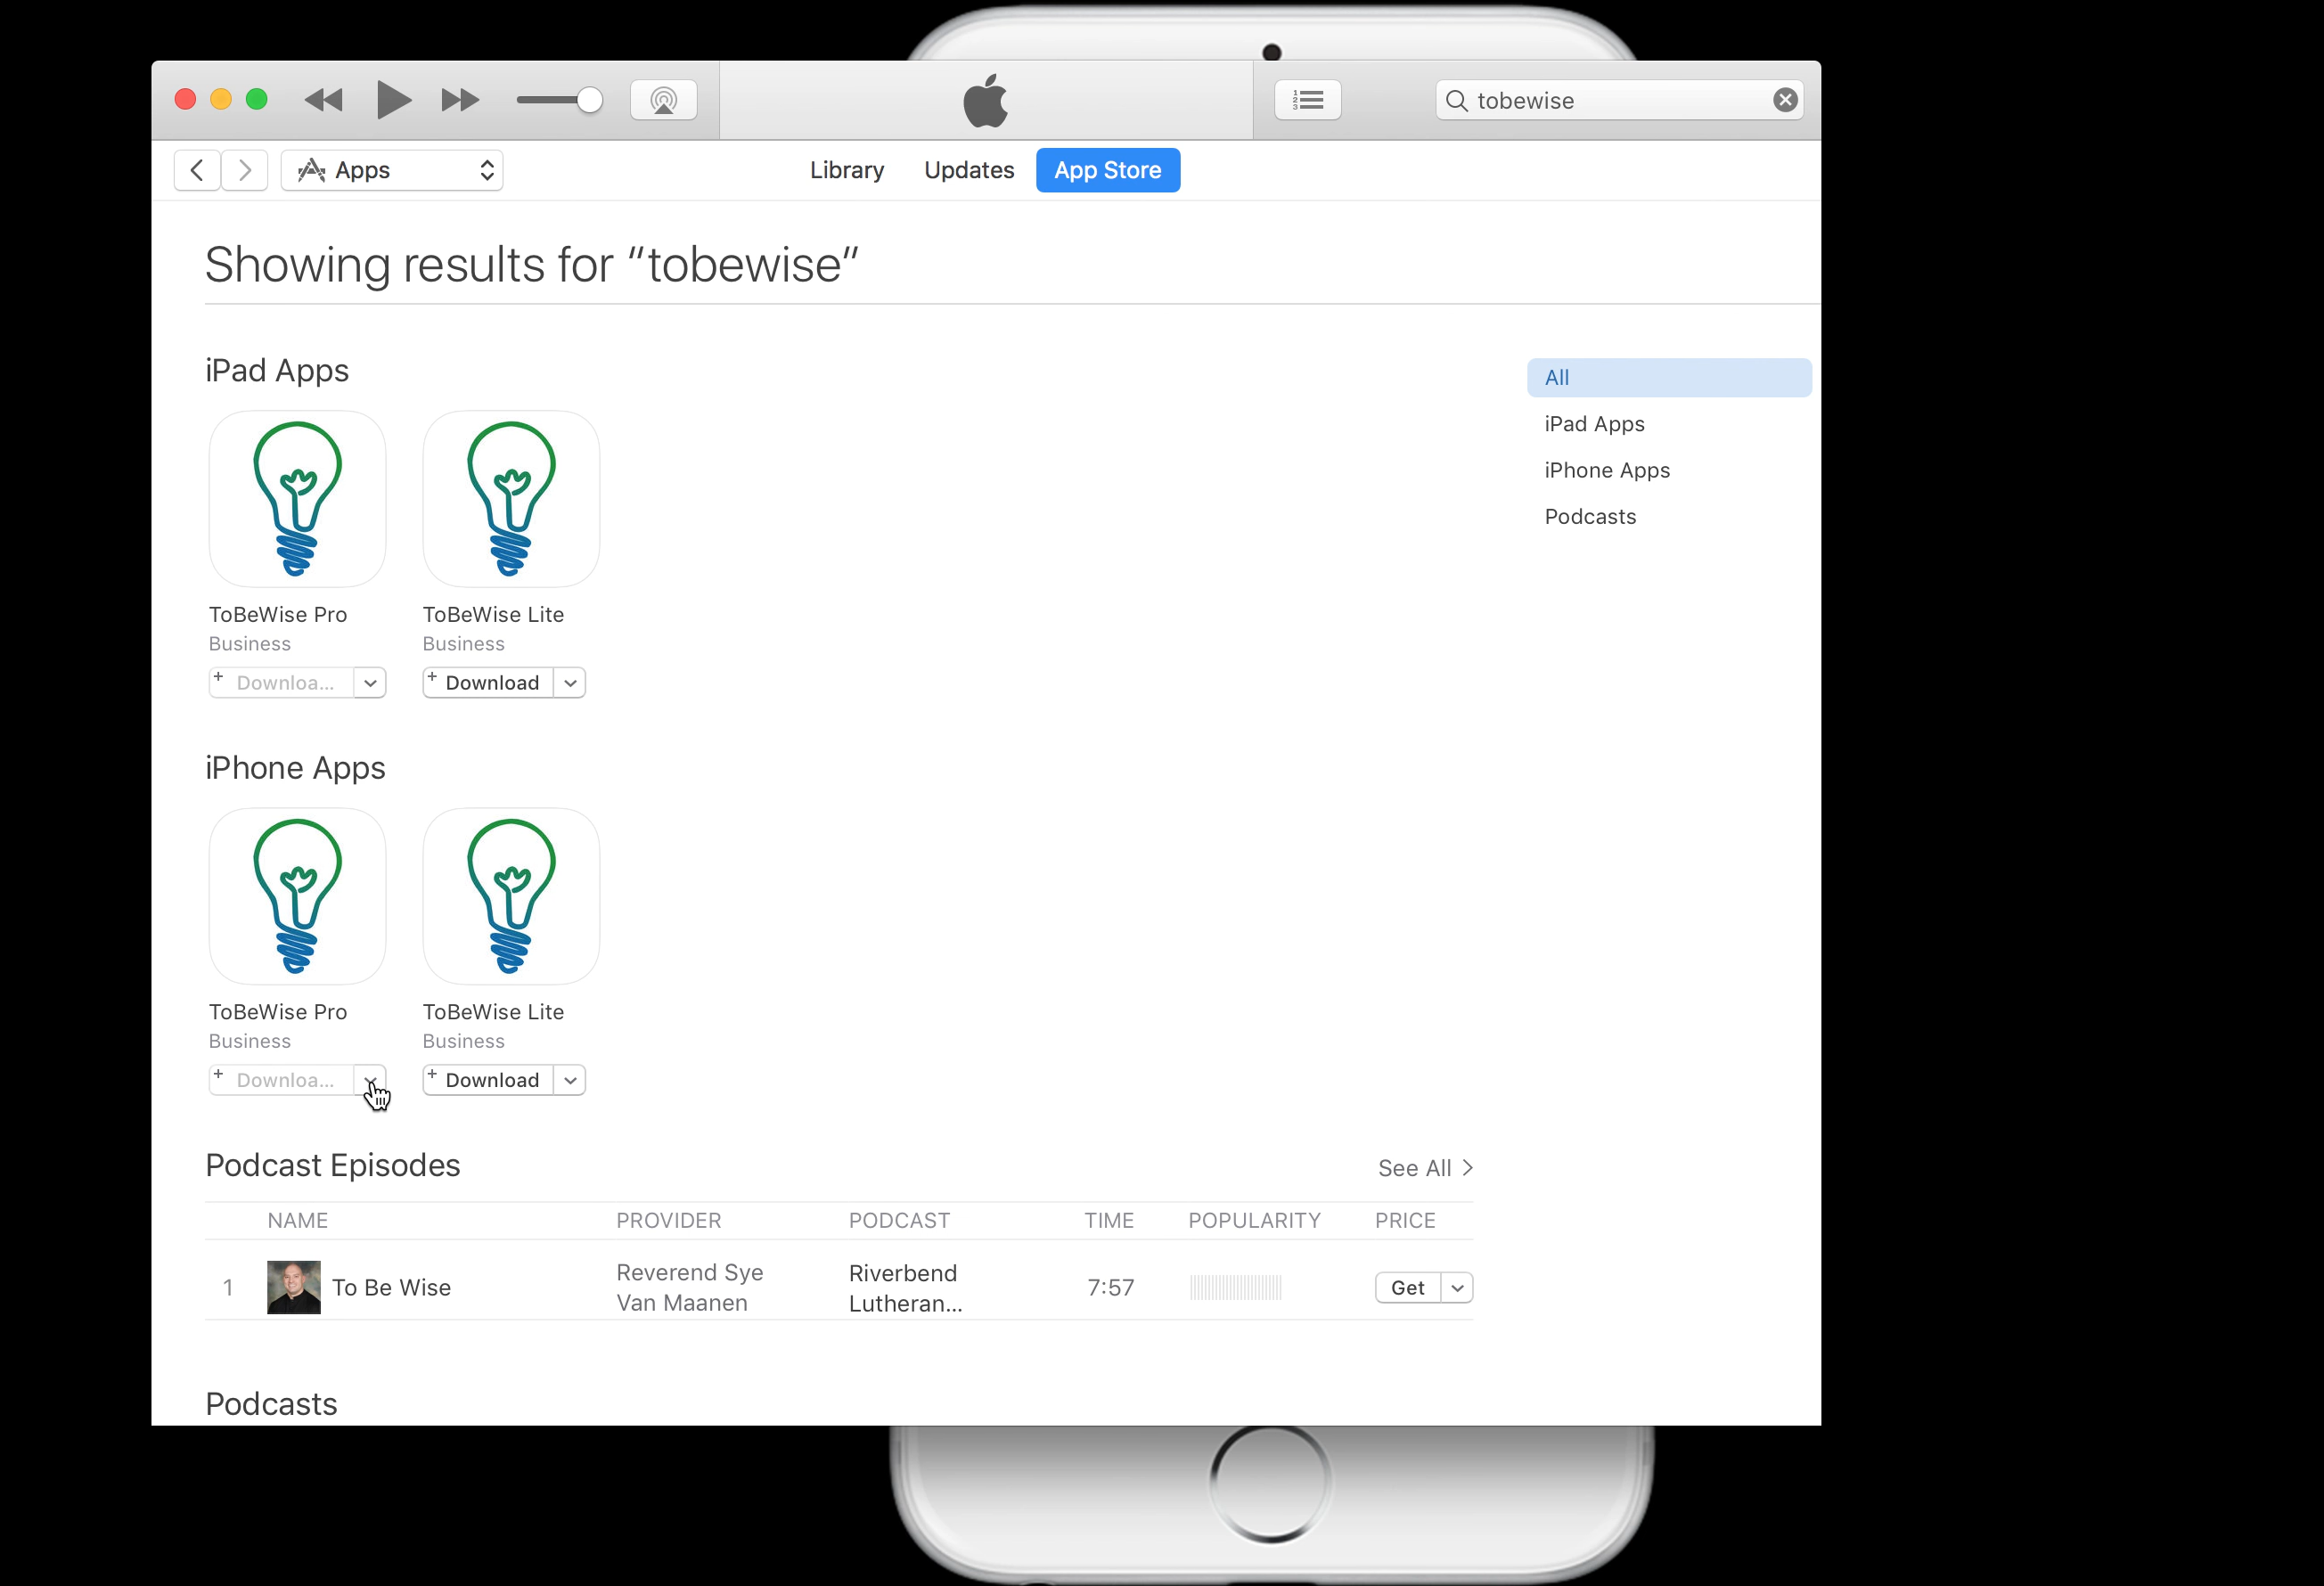 tobewise
Apps
Library Updates App Store
Showing results for “tobewise”
iPad Apps
All
iPad Apps
iPhone Apps
Podcasts
ToBeWise Pro ToBeWise Lite
Business Business
+ Downloa... + Download
iPhone Apps
ToBeWise Pro ToBeWise Lite
Business Business
+ Downloa... + Download
Podcast Episodes See All >
NAME PROVIDER PODCAST TIME POPULARITY PRICE
1 To Be Wise Reverend Sye Van Maanen Riverbend Lutheran... 7:57 Get
Podcasts